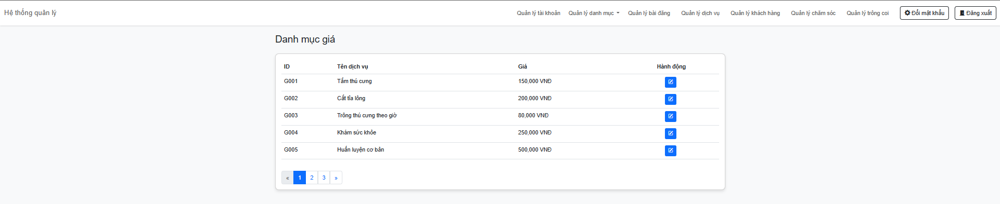 Hệ thống quản lý Quản lý tài khoản Quản lý danh mục Quản lý bài đăng Quản lý dịch vụ Quản lý khách hàng Quản lý chăm sóc Quản lý trông coi Đổi mật khẩu Đăng xuất
Danh mục giá
ID Tên dịch vụ Giá Hành động
G001 Tắm thú cưng 150,000 VNĐ
G002 Cắt tỉa lông 200,000 VNĐ
G003 Trông thú cưng theo giờ 80,000 VNĐ
G004 Khám sức khỏe 250,000 VNĐ
G005 Huấn luyện cơ bản 500,000 VNĐ
« 1 2 3 »